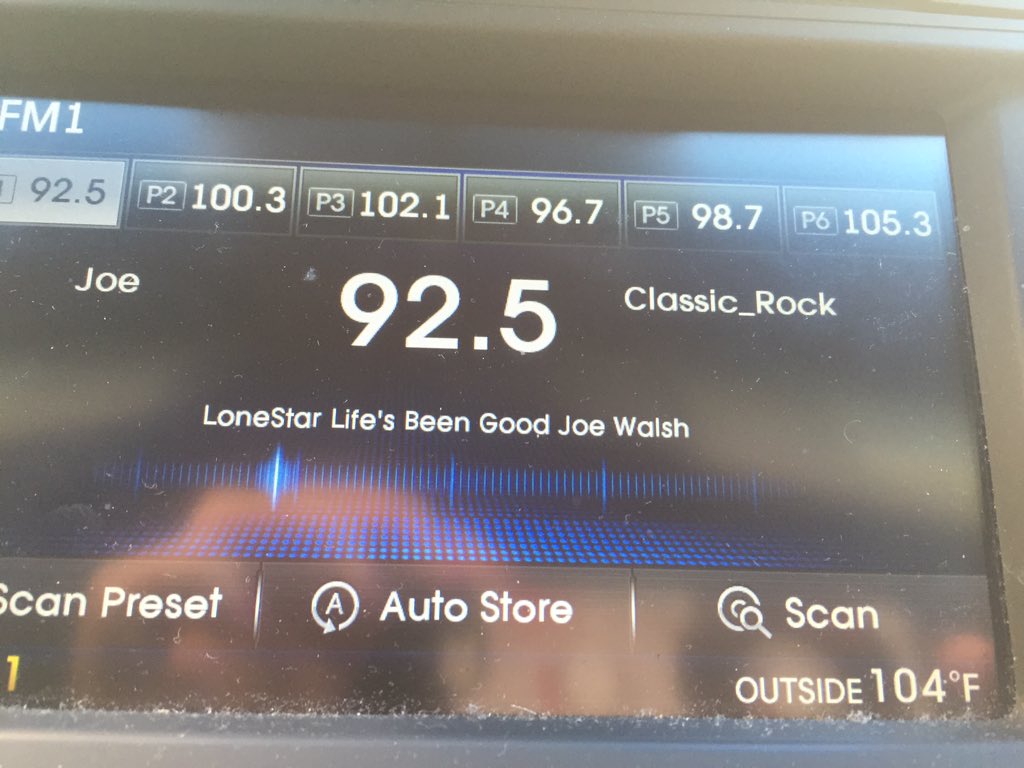 FM1
92.5 P2 100.3 P3 102.1 P4 96.7 P5 98.7 P6 105.3
Joe 92.5 Classic_Rock
LoneStar Life's Been Good Joe Walsh
Scan Preset A Auto Store Scan
1 OUTSIDE 104°F